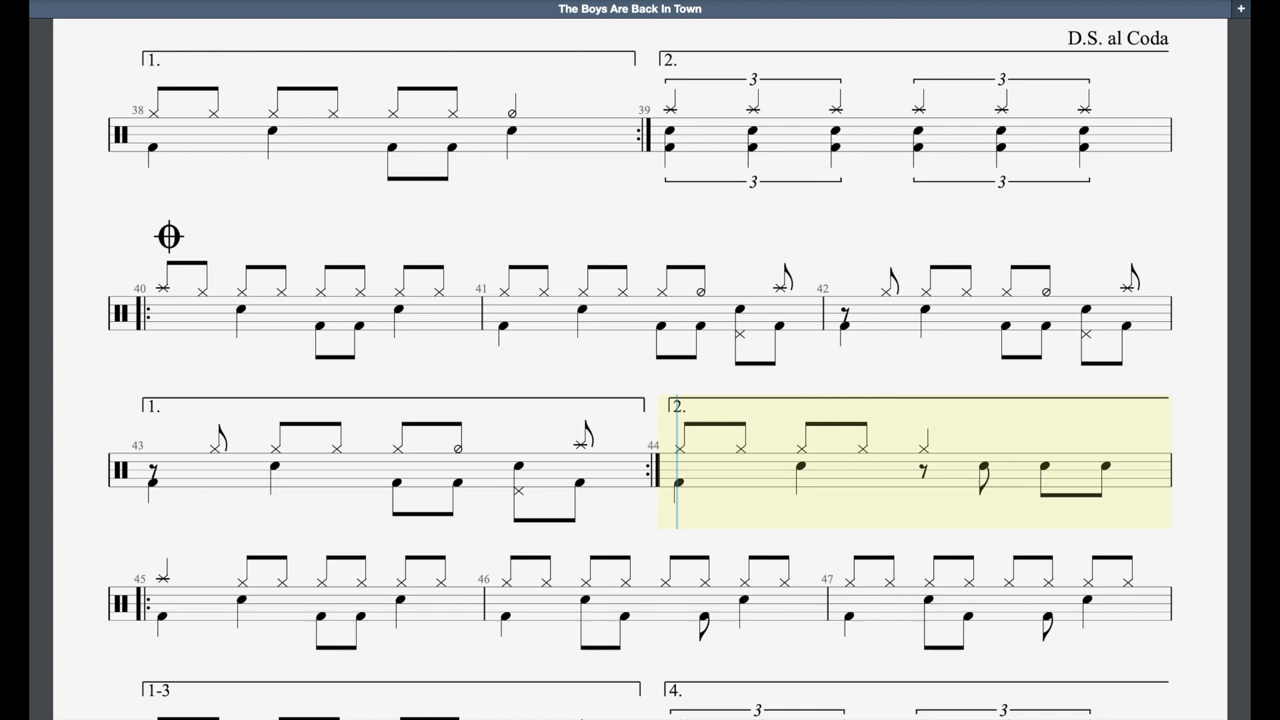 The Boys Are Back In Town +
D.S. al Coda
1. 2.
3 3
38 39
3 3
40 41 42
1. 2.
43 44
45 46 47
1-3 4.
3 3